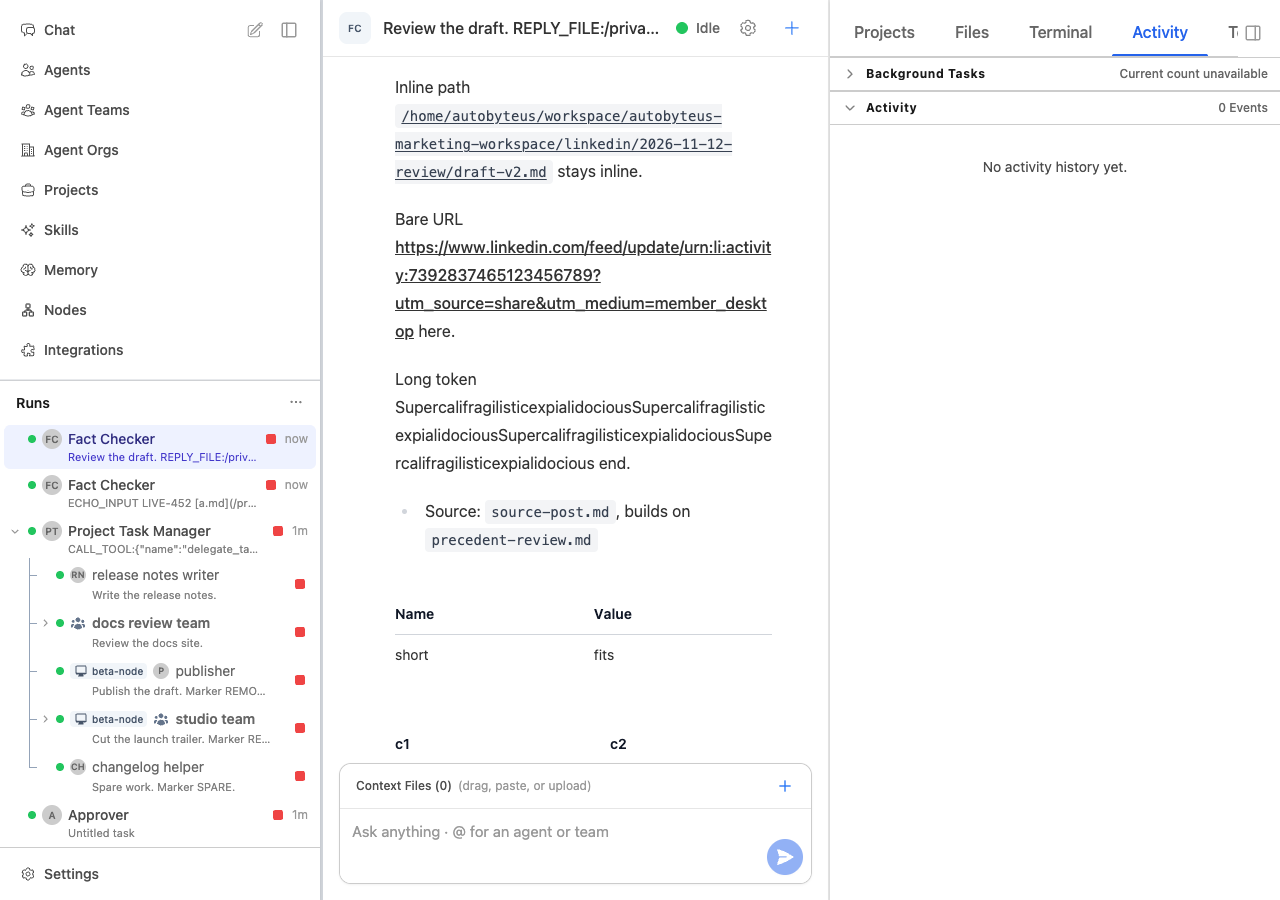 Chat
Agents
Agent Teams
Agent Orgs
Projects
Skills
Memory
Nodes
Integrations
Runs
FC Fact Checker now
Review the draft. REPLY_FILE:/priv...
FC Fact Checker now
ECHO_INPUT LIVE-452 [a.md](/pr...
PT Project Task Manager 1m
CALL_TOOL:{"name":"delegate_ta...
RN release notes writer
Write the release notes.
docs review team
Review the docs site.
beta-node P publisher
Publish the draft. Marker REMO...
beta-node studio team
Cut the launch trailer. Marker RE...
CH changelog helper
Spare work. Marker SPARE.
A Approver 1m
Untitled task
Settings
FC Review the draft. REPLY_FILE:/priva... Idle
Inline path
/home/autobyteus/workspace/autobyteus-
marketing-workspace/linkedin/2026-11-12-
review/draft-v2.md stays inline.
Bare URL
https://www.linkedin.com/feed/update/urn:li:activit
y:7392837465123456789?
utm_source=share&utm_medium=member_deskt
op here.
Long token
SupercalifragilisticexpialidociousSupercalifragilistic
expialidociousSupercalifragilisticexpialidociousSupe
rcalifragilisticexpialidocious end.
• Source: source-post.md , builds on
precedent-review.md
Name Value
short fits
c1 c2
Context Files (0) (drag, paste, or upload)
Ask anything · @ for an agent or team
Projects Files Terminal Activity
Background Tasks Current count unavailable
Activity 0 Events
No activity history yet.